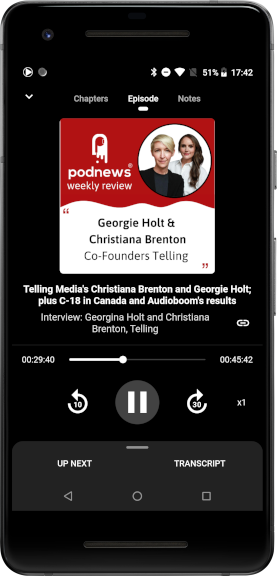 51% 17:42
Chapters Episode Notes
podnews®
weekly review
“
Georgie Holt &
Christiana Brenton
Co-Founders Telling
”
Telling Media's Christiana Brenton and Georgie Holt;
plus C-18 in Canada and Audioboom's results
Interview: Georgina Holt and Christiana
Brenton, Telling
00:29:40 00:45:42
10 30 x1
UP NEXT TRANSCRIPT